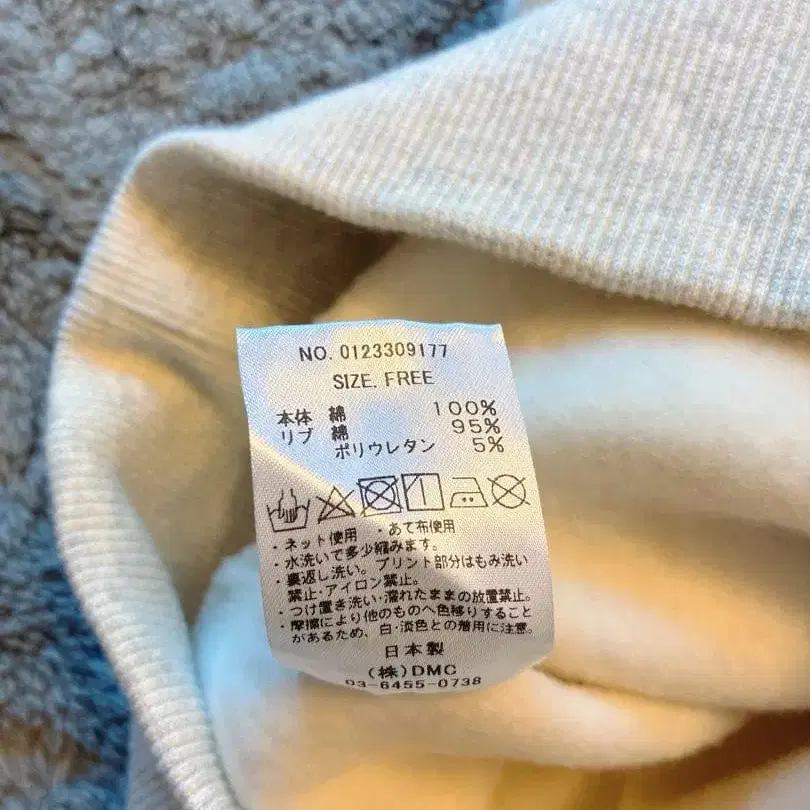 NO. 0123309177
SIZE. FREE
本体 綿 100%
リブ 綿 95%
ポリウレタン 5%
・ネット使用 ・あて布使用
・水洗いで多少縮みます。
・裏返し洗い。プリント部分はもみ洗い
禁止・アイロン禁止。
・つけ置き洗い・濡れたままの放置禁止。
・摩擦により他のものへ色移りすること
があるため、白・淡色との着用に注意。
日本製
(株)DMC
03-6455-0738